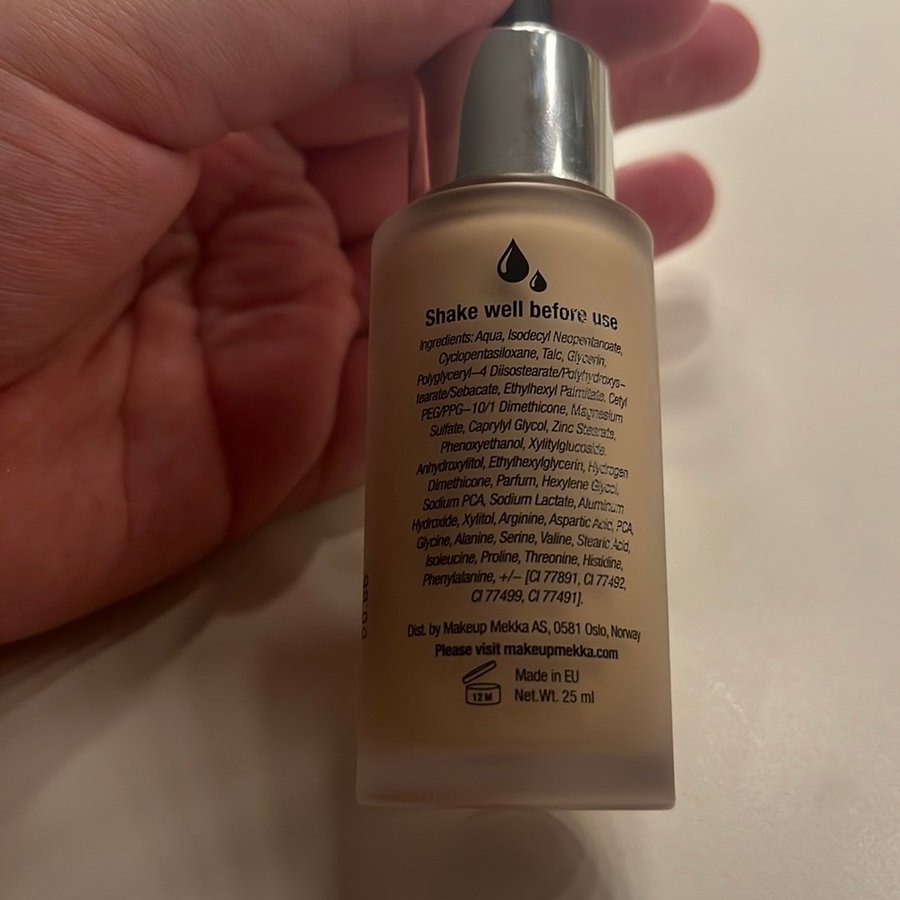 Shake well before use
Ingredients: Aqua, Isodecyl Neopentanoate,
Cyclopentasiloxane, Talc, Glycerin,
Polyglyceryl–4 Diisostearate/Polyhydroxys–
tearate/Sebacate, Ethylhexyl Palmitate, Cetyl
PEG/PPG–10/1 Dimethicone, Magnesium
Sulfate, Caprylyl Glycol, Zinc Stearate,
Phenoxyethanol, Xylitylglucoside,
Anhydroxylitol, Ethylhexylglycerin, Hydrogen
Dimethicone, Parfum, Hexylene Glycol,
Sodium PCA, Sodium Lactate, Aluminum
Hydroxide, Xylitol, Arginine, Aspartic Acid, PCA,
Glycine, Alanine, Serine, Valine, Stearic Acid,
Isoleucine, Proline, Threonine, Histidine,
Phenylalanine, +/– [CI 77891, CI 77492,
CI 77499, CI 77491].
Dist. by Makeup Mekka AS, 0581 Oslo, Norway
Please visit makeupmekka.com
12 M
Made in EU
Net.Wt. 25 ml